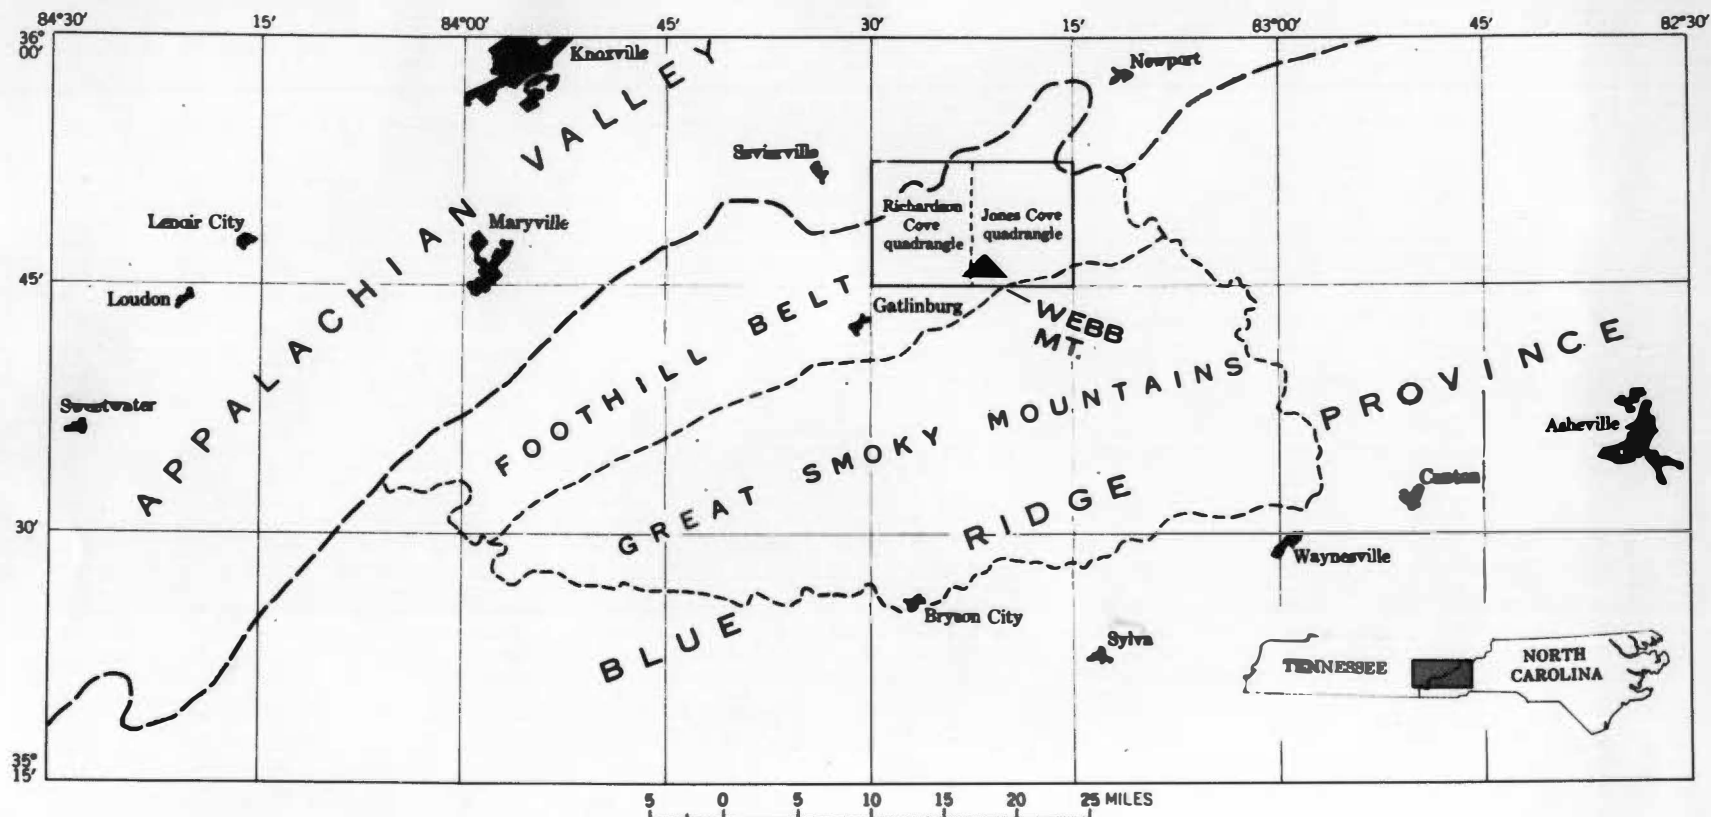 84°30′ 15′ 84°00′ 45′ 30′ 15′ 83°00′ 45′ 82°30′
36°
00′
Knoxville
Newport
APPALACHIAN VALLEY
Sevierville
Richardson
Cove
quadrangle
Jones Cove
quadrangle
Lenoir City
Maryville
45′
Loudon
Gatlinburg
WEBB
MT.
FOOTHILL BELT
GREAT SMOKY MOUNTAINS
BLUE RIDGE PROVINCE
Sweetwater
Asheville
Canton
30′
Waynesville
Bryson City
Sylva
TENNESSEE
NORTH
CAROLINA
35°
15′
5 0 5 10 15 20 25 MILES